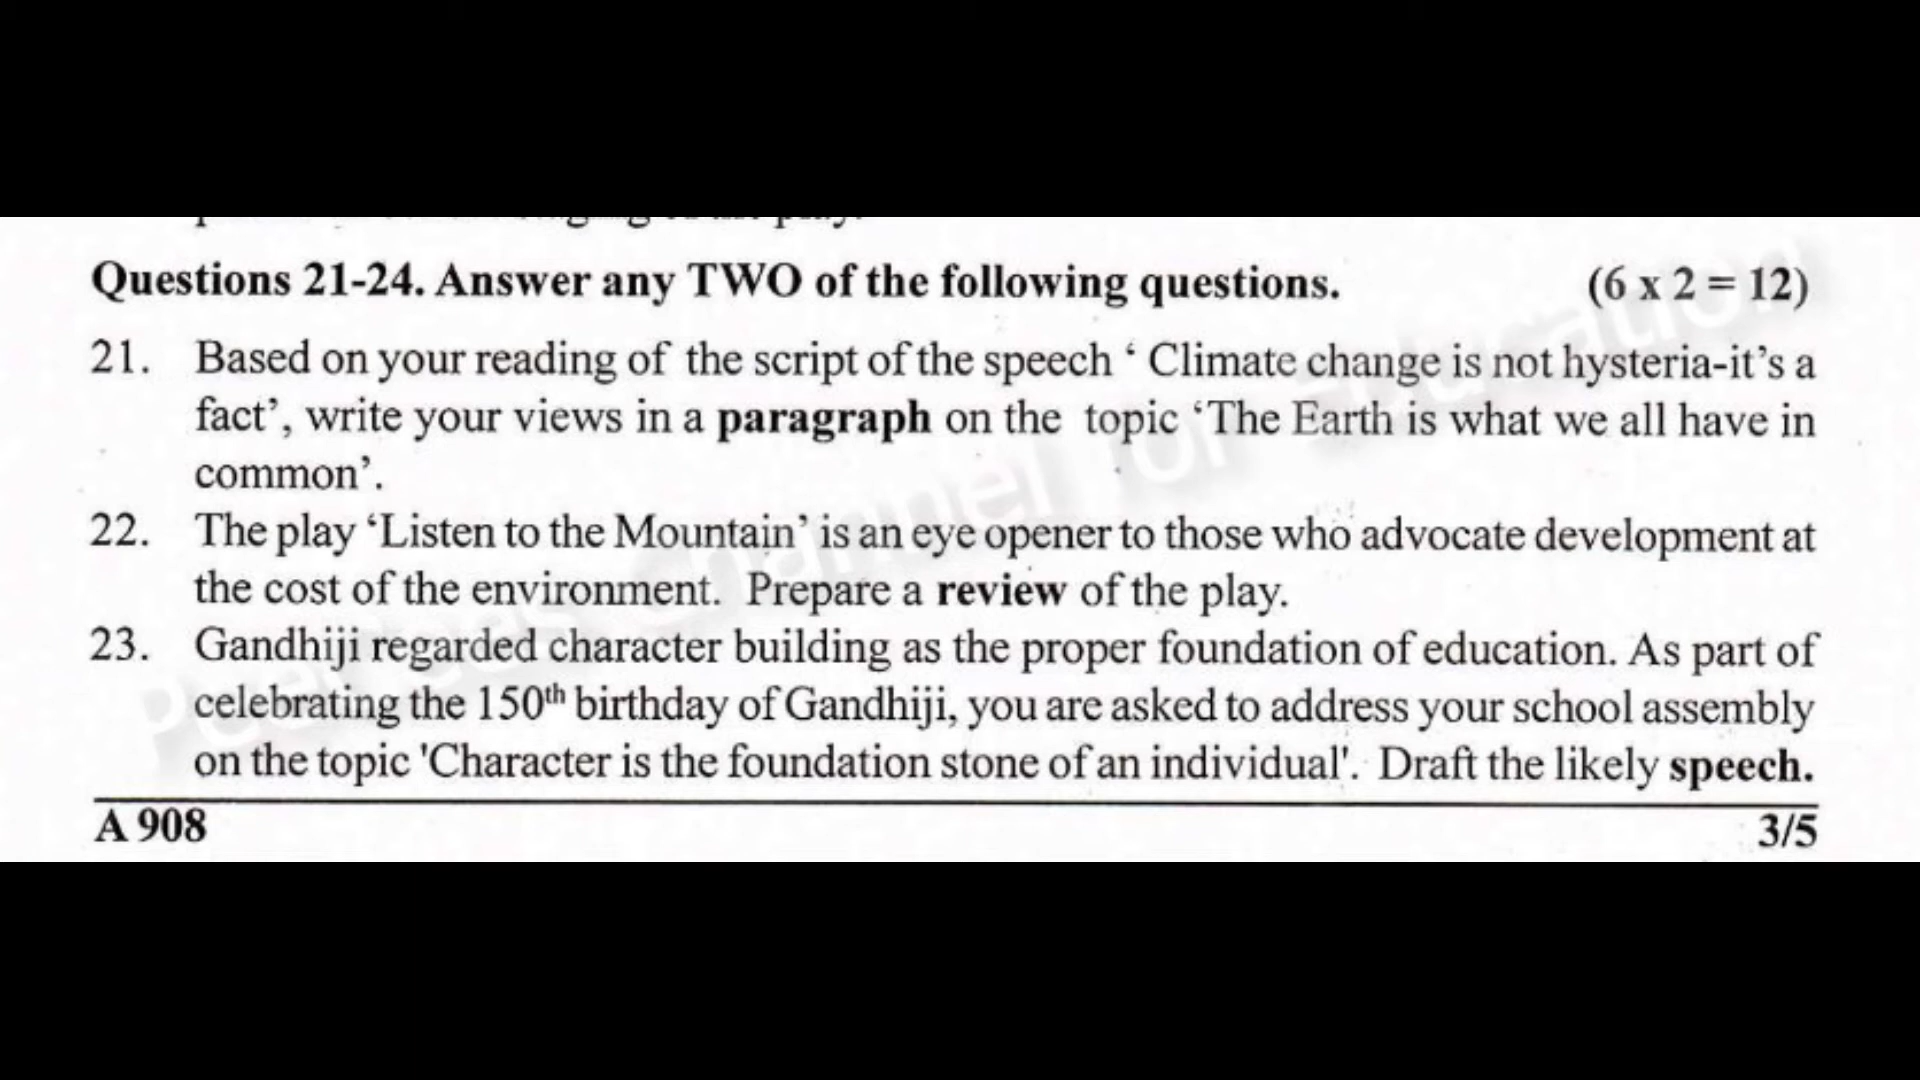 Questions 21-24. Answer any TWO of the following questions. (6 x 2 = 12)
21. Based on your reading of the script of the speech ‘ Climate change is not hysteria-it’s a
fact’, write your views in a paragraph on the topic ‘The Earth is what we all have in
common’.
22. The play ‘Listen to the Mountain’ is an eye opener to those who advocate development at
the cost of the environment. Prepare a review of the play.
23. Gandhiji regarded character building as the proper foundation of education. As part of
celebrating the 150th birthday of Gandhiji, you are asked to address your school assembly
on the topic 'Character is the foundation stone of an individual'. Draft the likely speech.
A 908 3/5